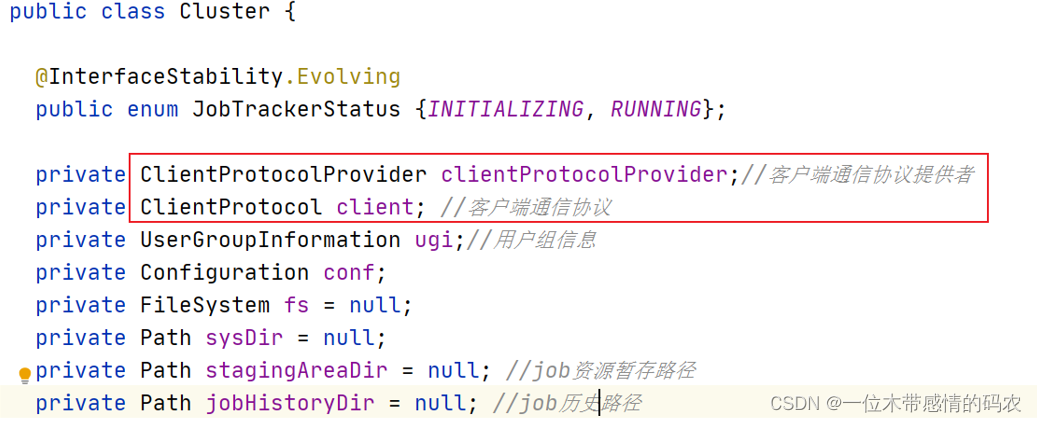 public class Cluster {
@InterfaceStability.Evolving
public enum JobTrackerStatus {INITIALIZING, RUNNING};
private ClientProtocolProvider clientProtocolProvider;//客户端通信协议提供者
private ClientProtocol client; //客户端通信协议
private UserGroupInformation ugi;//用户组信息
private Configuration conf;
private FileSystem fs = null;
private Path sysDir = null;
private Path stagingAreaDir = null; //job资源暂存路径
private Path jobHistoryDir = null; //job历史路径
CSDN @一位木带感情的码农